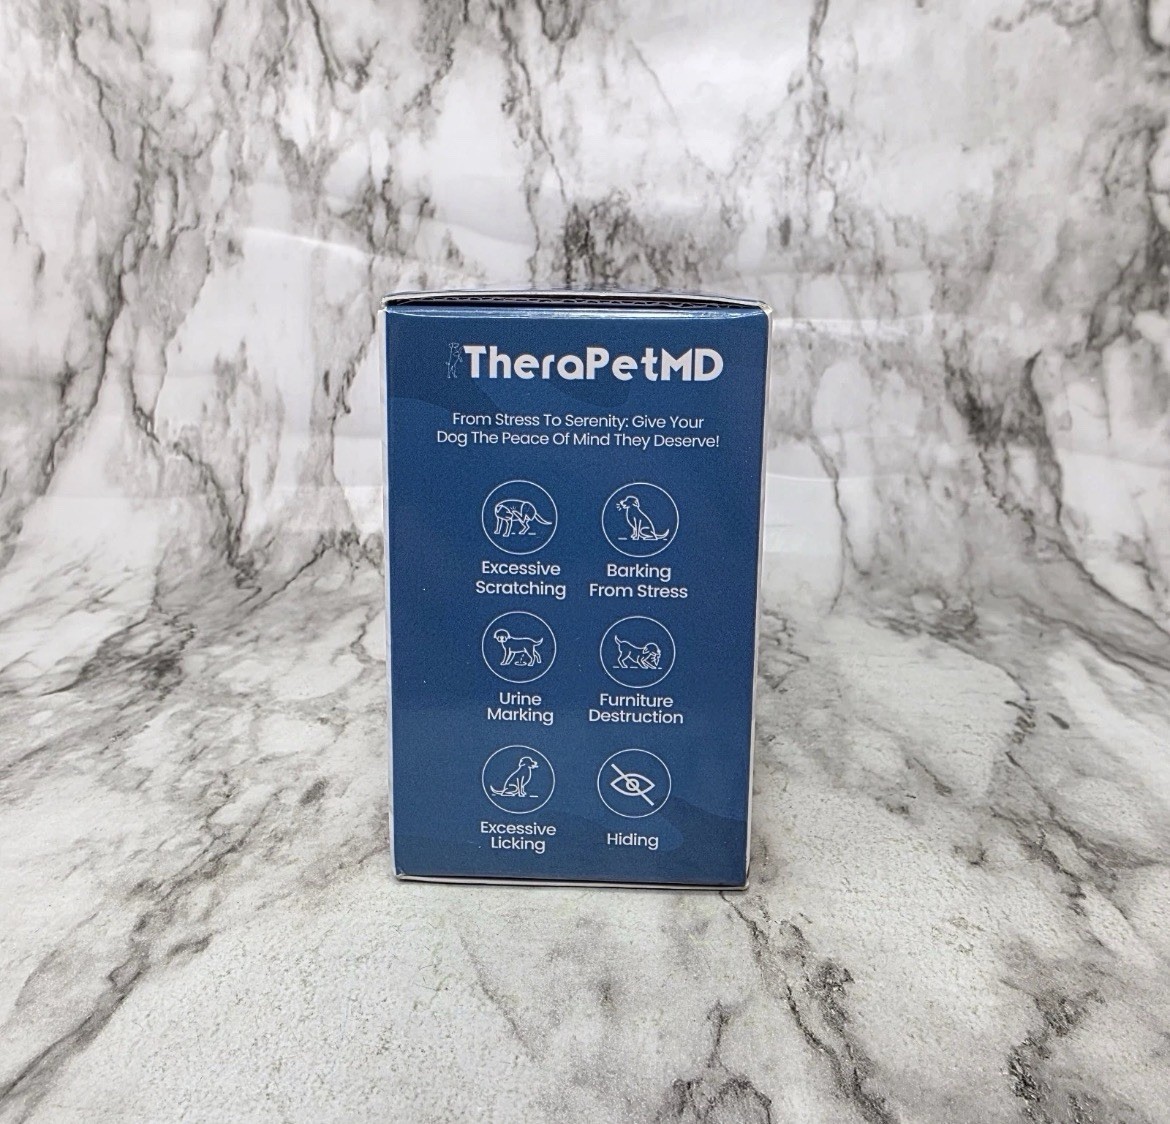 TheraPetMD
From Stress To Serenity: Give Your
Dog The Peace Of Mind They Deserve!
Excessive
Scratching
Barking
From Stress
Urine
Marking
Furniture
Destruction
Excessive
Licking
Hiding